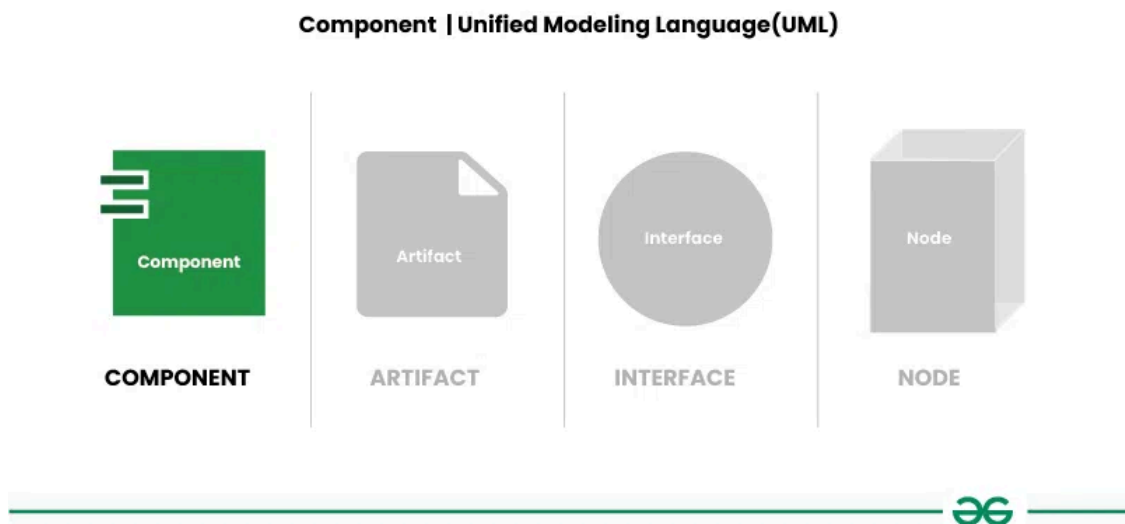 Component | Unified Modeling Language(UML)
Component
Artifact
Interface
Node
COMPONENT
ARTIFACT
INTERFACE
NODE